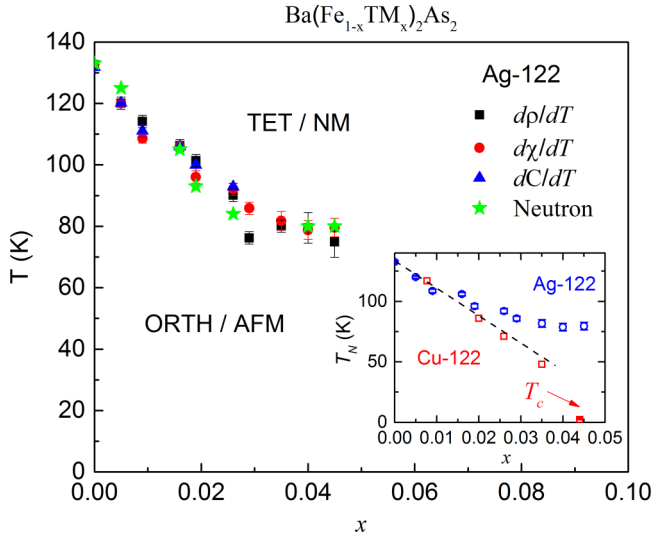 Ba(Fe₁₋ₓTMₓ)₂As₂
140
120
100
80
60
40
20
0
T (K)
TET / NM
ORTH / AFM
Ag-122
dρ/dT
dχ/dT
dC/dT
Neutron
100
50
0
T_N (K)
Ag-122
Cu-122
T_c
0.00 0.01 0.02 0.03 0.04 0.05
x
0.00 0.02 0.04 0.06 0.08 0.10
x